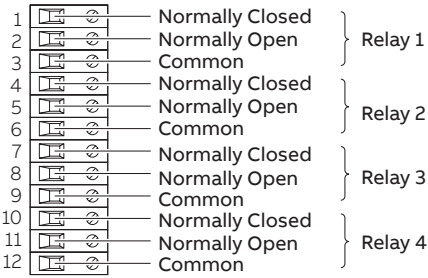 1 Normally Closed
2 Normally Open Relay 1
3 Common
4 Normally Closed
5 Normally Open Relay 2
6 Common
7 Normally Closed
8 Normally Open Relay 3
9 Common
10 Normally Closed
11 Normally Open Relay 4
12 Common